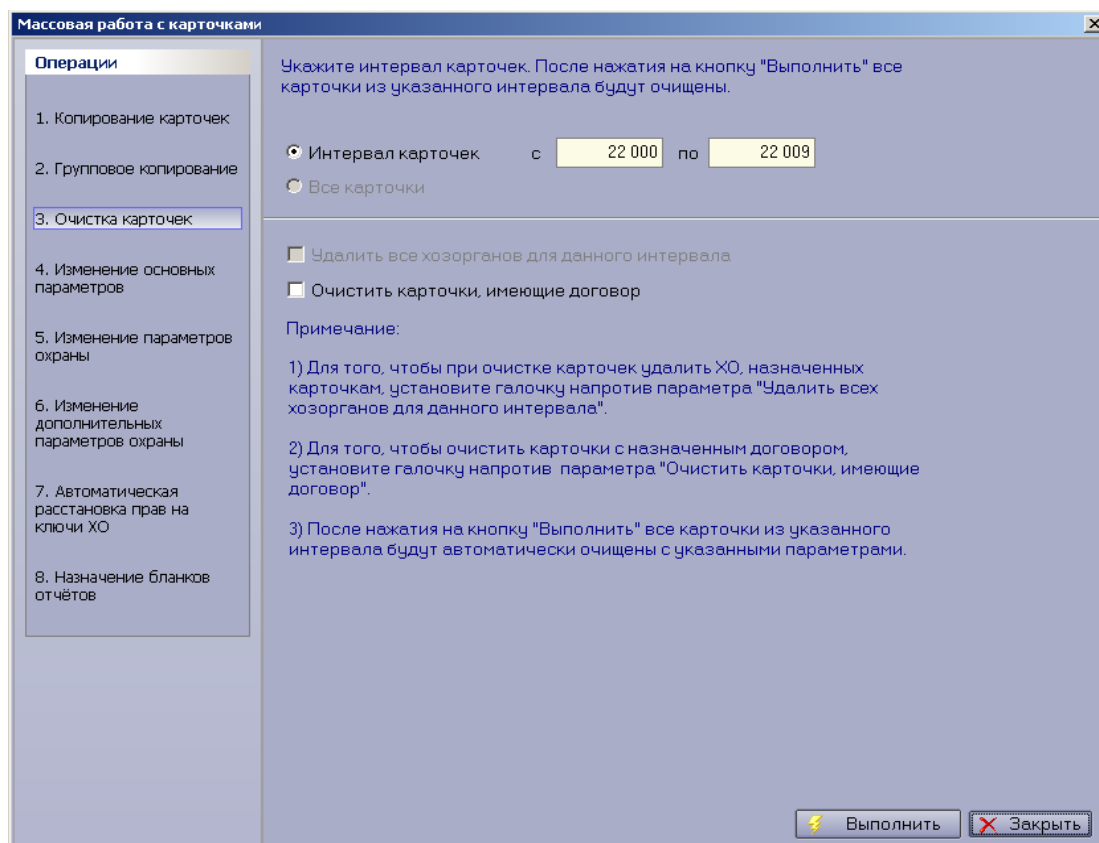 Массовая работа с карточками
Операции
1. Копирование карточек
2. Групповое копирование
3. Очистка карточек
4. Изменение основных
параметров
5. Изменение параметров
охраны
6. Изменение
дополнительных
параметров охраны
7. Автоматическая
расстановка прав на
ключи ХО
8. Назначение бланков
отчётов
Укажите интервал карточек. После нажатия на кнопку "Выполнить" все
карточки из указанного интервала будут очищены.
Интервал карточек с 22 000 по 22 009
Все карточки
Удалить все хозорганов для данного интервала
Очистить карточки, имеющие договор
Примечание:
1) Для того, чтобы при очистке карточек удалить ХО, назначенных
карточкам, установите галочку напротив параметра "Удалить всех
хозорганов для данного интервала".
2) Для того, чтобы очистить карточки с назначенным договором,
установите галочку напротив параметра "Очистить карточки, имеющие
договор".
3) После нажатия на кнопку "Выполнить" все карточки из указанного
интервала будут автоматически очищены с указанными параметрами.
Выполнить Закрыть